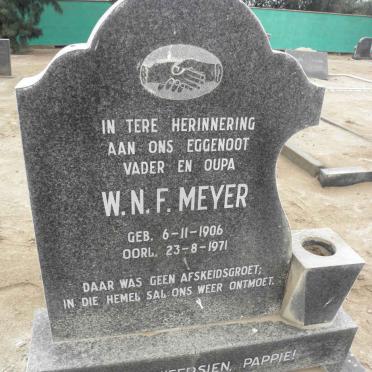 IN TERE HERINNERING
AAN ONS EGGENOOT
VADER EN OUPA
W.N.F. MEYER
GEB. 6-11-1906
OORL. 23-8-1971
DAAR WAS GEEN AFSKEIDSGROET;
IN DIE HEMEL SAL ONS WEER ONTMOET.
PAPPIE!